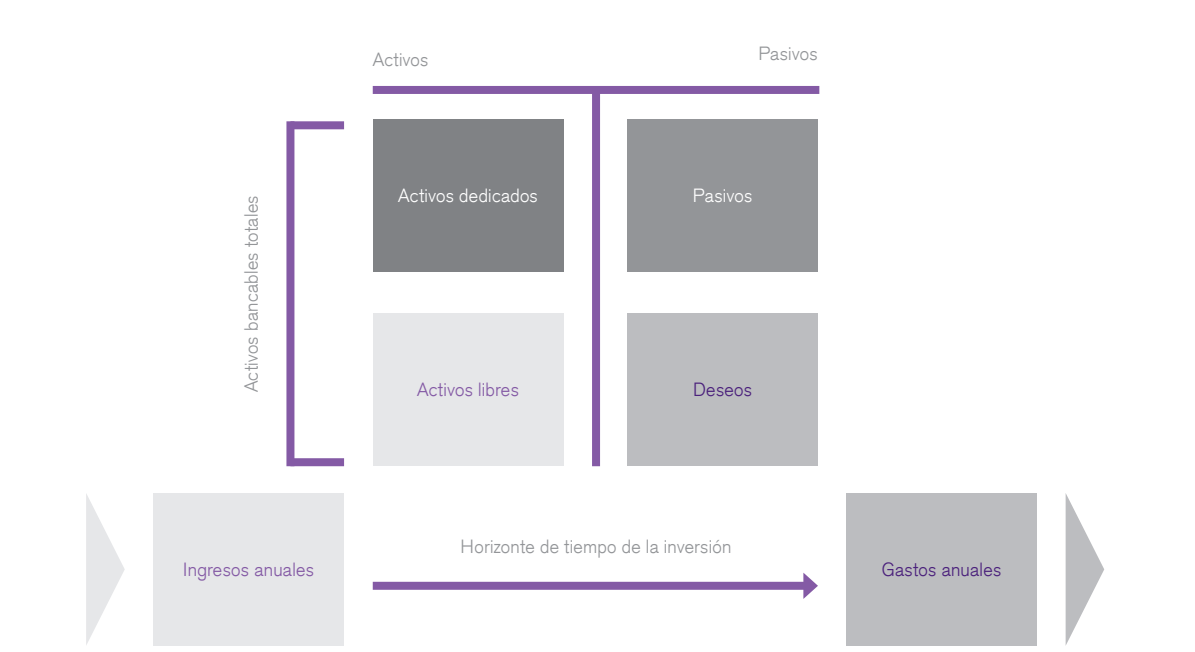 Activos
Pasivos
Activos bancables totales
Activos dedicados
Pasivos
Activos libres
Deseos
Ingresos anuales
Horizonte de tiempo de la inversión
Gastos anuales